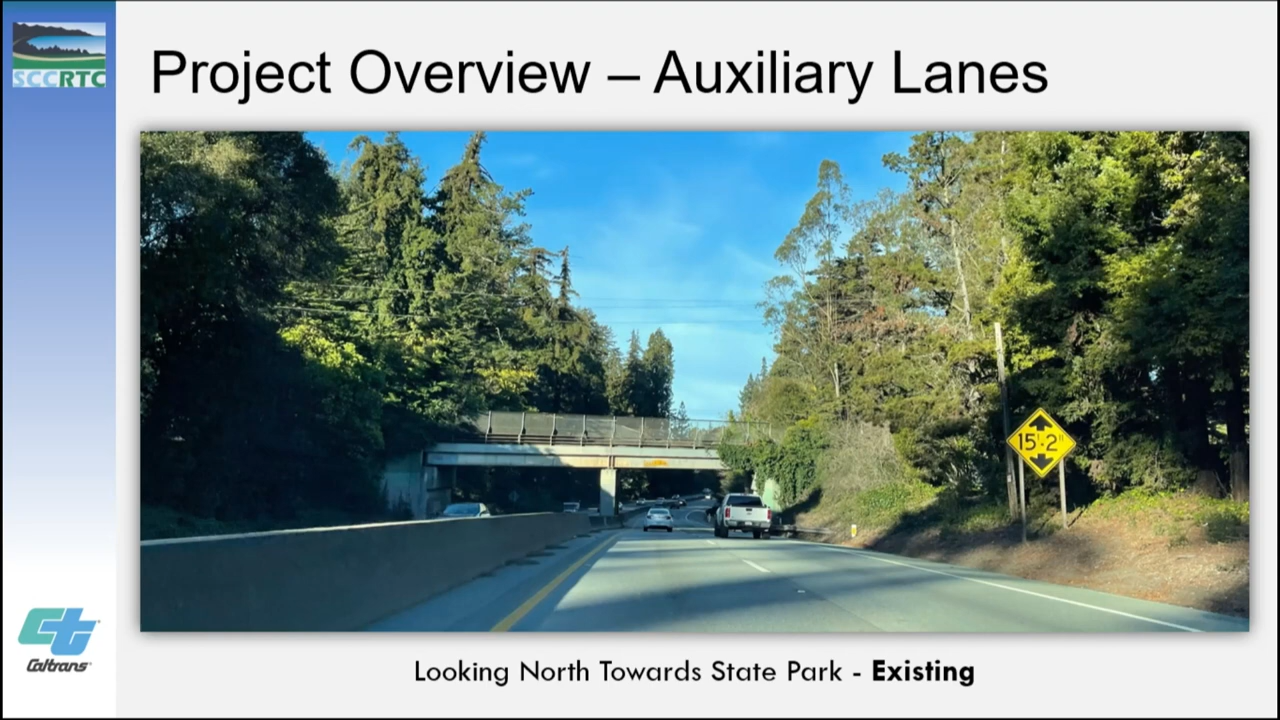 SCCRTC
Project Overview – Auxiliary Lanes
15'-2"
Caltrans
Looking North Towards State Park - Existing